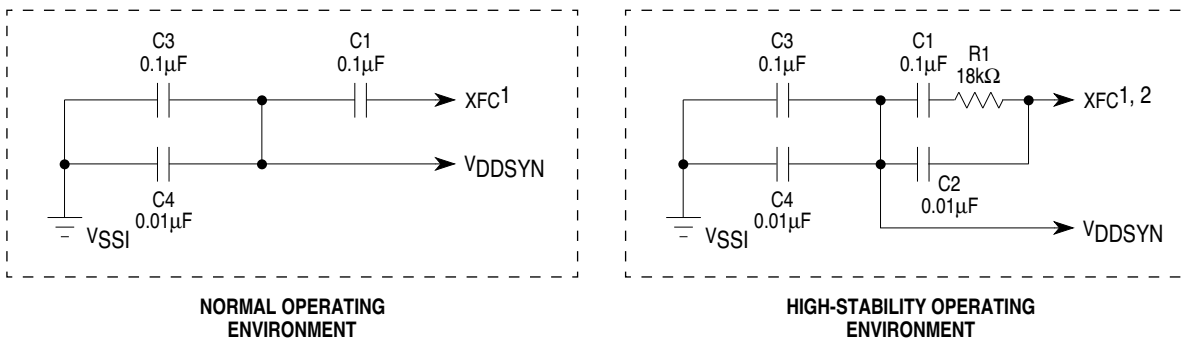 C3
0.1µF
C1
0.1µF
XFC1
C4
0.01µF
VDDSYN
VSSI
NORMAL OPERATING
ENVIRONMENT
C3
0.1µF
C1
0.1µF
R1
18kΩ
XFC1, 2
C4
0.01µF
C2
0.01µF
VSSI
VDDSYN
HIGH-STABILITY OPERATING
ENVIRONMENT